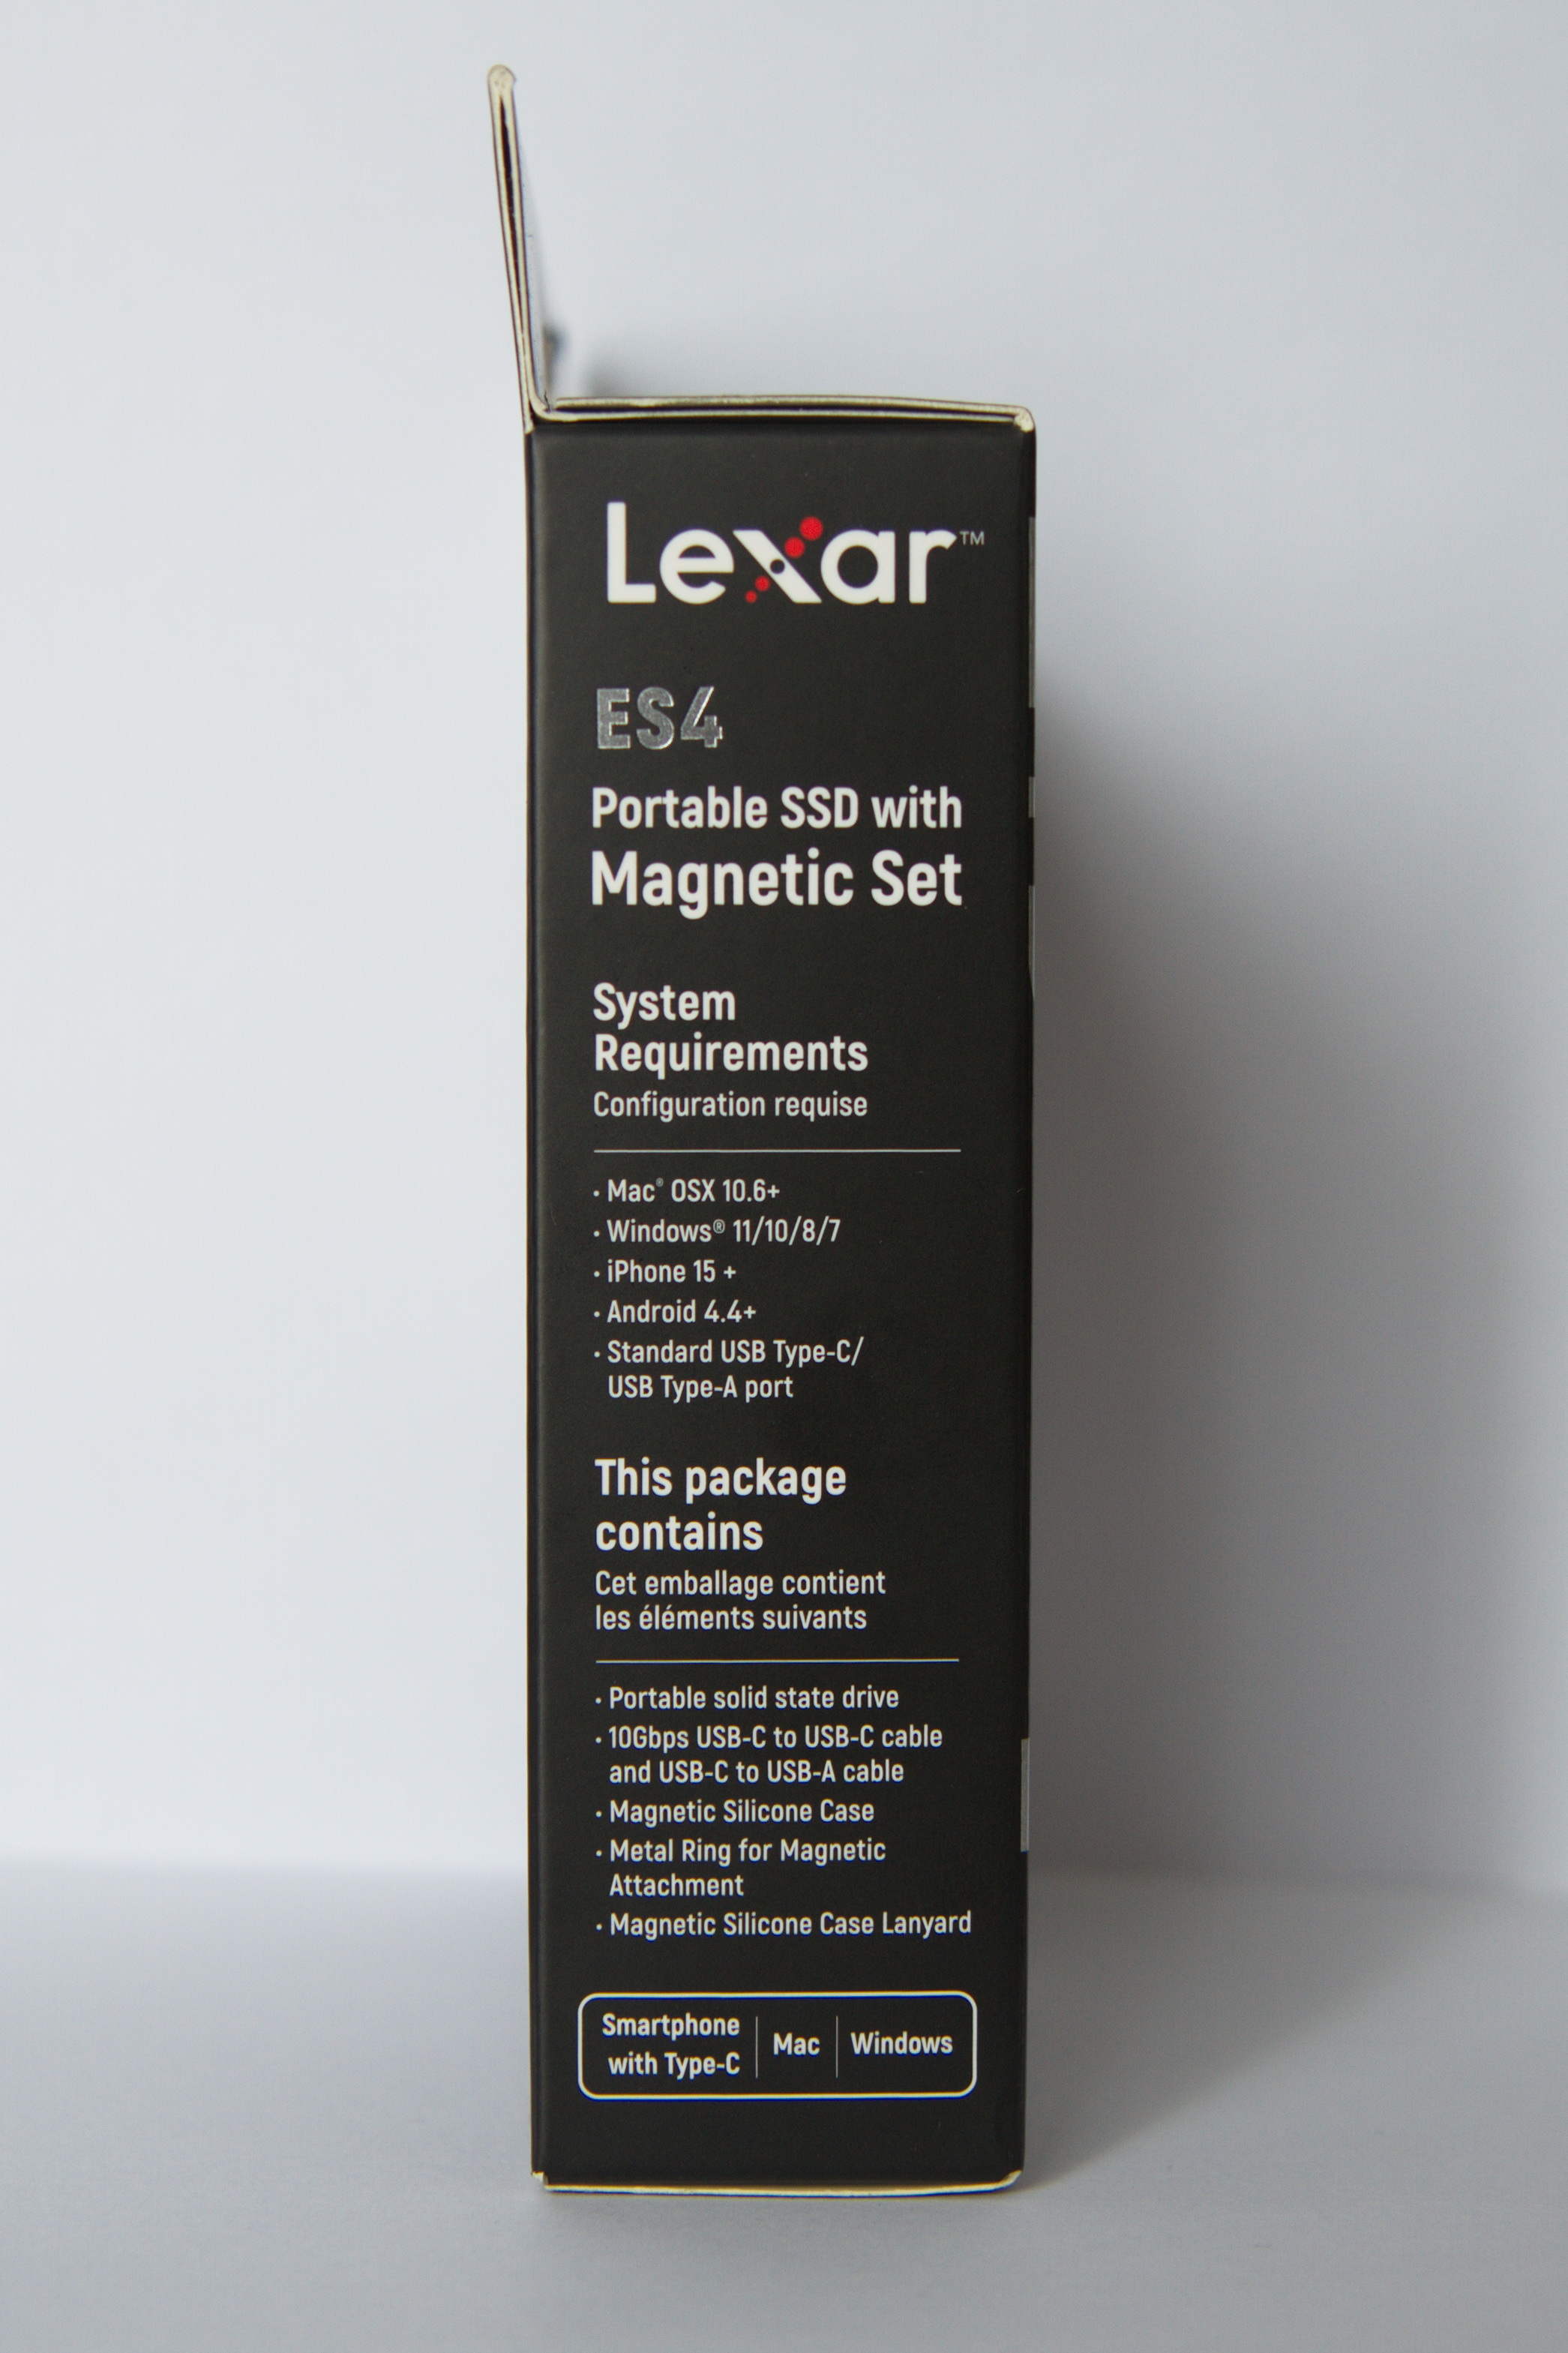 Lexar™
ES4
Portable SSD with
Magnetic Set
System
Requirements
Configuration requise
· Mac® OSX 10.6+
· Windows® 11/10/8/7
· iPhone 15 +
· Android 4.4+
· Standard USB Type-C/
USB Type-A port
This package
contains
Cet emballage contient
les éléments suivants
· Portable solid state drive
· 10Gbps USB-C to USB-C cable
and USB-C to USB-A cable
· Magnetic Silicone Case
· Metal Ring for Magnetic
Attachment
· Magnetic Silicone Case Lanyard
Smartphone
with Type-C | Mac | Windows